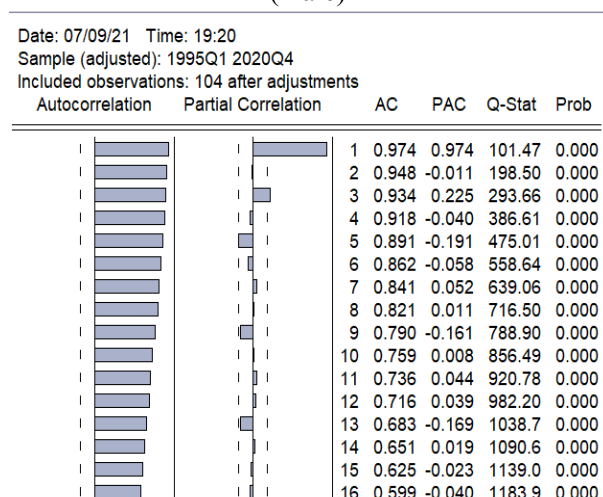 Date: 07/09/21 Time: 19:20
Sample (adjusted): 1995Q1 2020Q4
Included observations: 104 after adjustments
Autocorrelation Partial Correlation AC PAC Q-Stat Prob
1 0.974 0.974 101.47 0.000
2 0.948 -0.011 198.50 0.000
3 0.934 0.225 293.66 0.000
4 0.918 -0.040 386.61 0.000
5 0.891 -0.191 475.01 0.000
6 0.862 -0.058 558.64 0.000
7 0.841 0.052 639.06 0.000
8 0.821 0.011 716.50 0.000
9 0.790 -0.161 788.90 0.000
10 0.759 0.008 856.49 0.000
11 0.736 0.044 920.78 0.000
12 0.716 0.039 982.20 0.000
13 0.683 -0.169 1038.7 0.000
14 0.651 0.019 1090.6 0.000
15 0.625 -0.023 1139.0 0.000
16 0.599 -0.040 1183.9 0.000